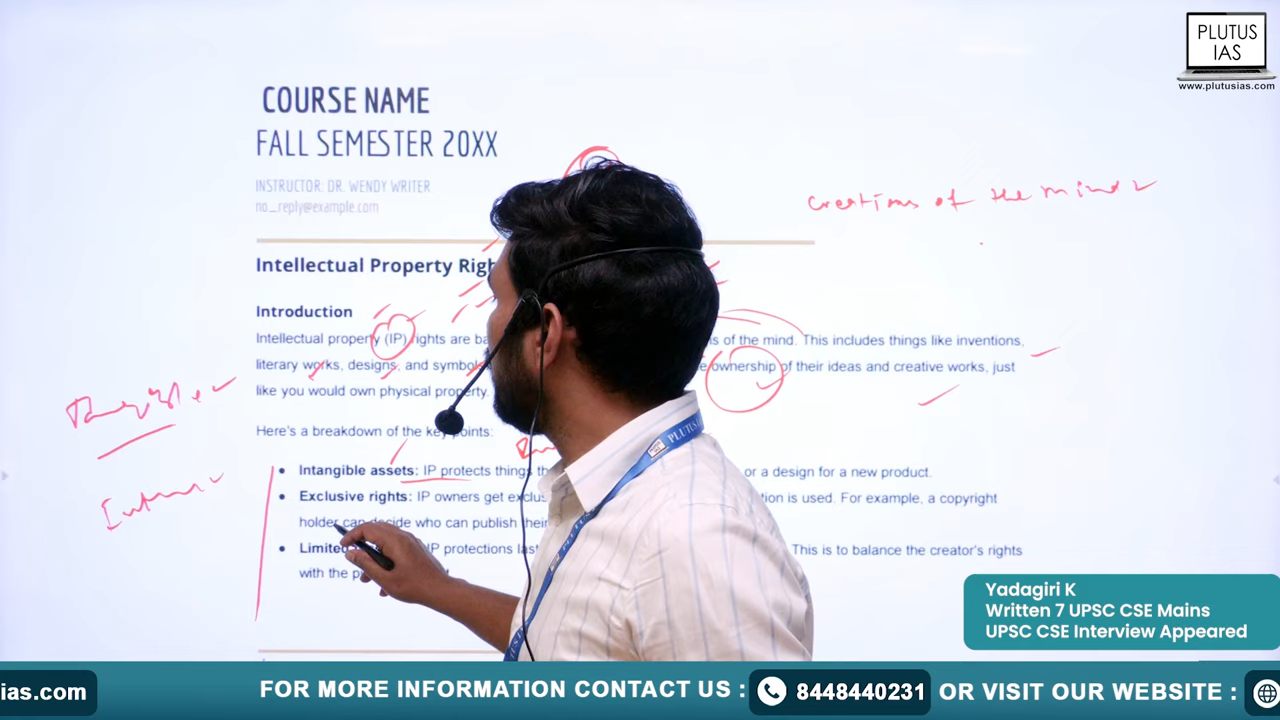 PLUTUS
IAS
www.plutusias.com
COURSE NAME
FALL SEMESTER 20XX
INSTRUCTOR: DR. WENDY WRITER
no_reply@example.com
creations of the mind
Intellectual Property Rig
Introduction
Intellectual property (IP) rights are ba s of the mind. This includes things like inventions,
literary works, designs, and symbol ownership of their ideas and creative works, just
like you would own physical property.
Here's a breakdown of the key points:
• Intangible assets: IP protects things th or a design for a new product.
• Exclusive rights: IP owners get exclus tion is used. For example, a copyright
holder can decide who can publish their
• Limited IP protections las This is to balance the creator's rights
with the p
PLUTUS
Yadagiri K
Written 7 UPSC CSE Mains
UPSC CSE Interview Appeared
ias.com
FOR MORE INFORMATION CONTACT US : 8448440231 OR VISIT OUR WEBSITE :